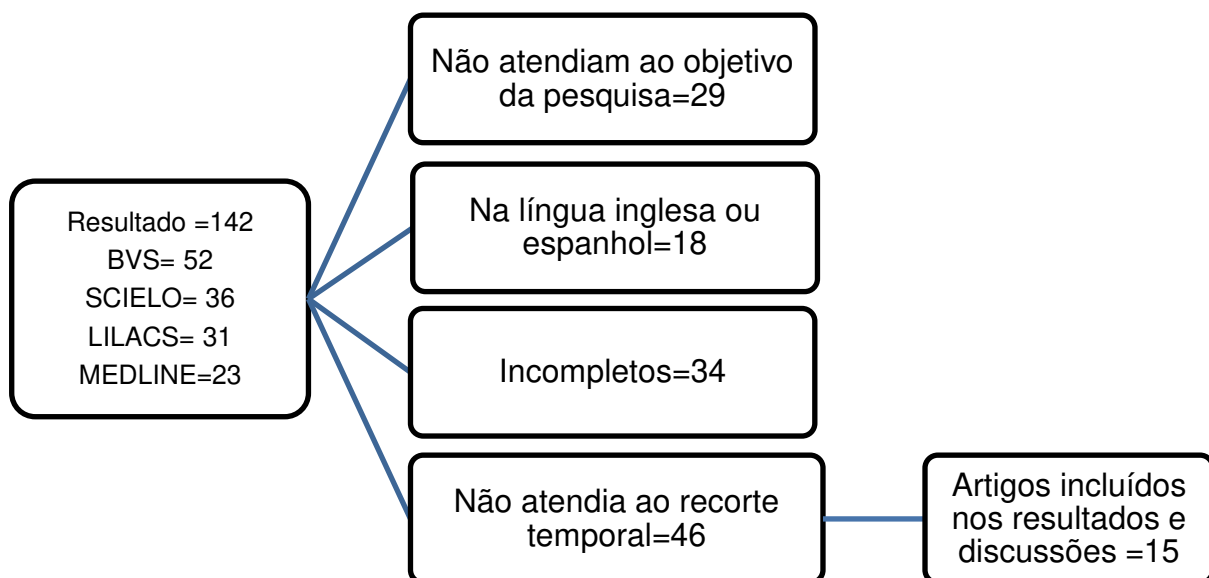 Resultado =142
BVS= 52
SCIELO= 36
LILACS= 31
MEDLINE=23
Não atendiam ao objetivo
da pesquisa=29
Na língua inglesa ou
espanhol=18
Incompletos=34
Não atendia ao recorte
temporal=46
Artigos incluídos
nos resultados e
discussões =15